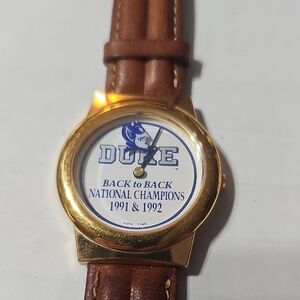 DUKE
BACK to BACK
NATIONAL CHAMPIONS
1991 & 1992